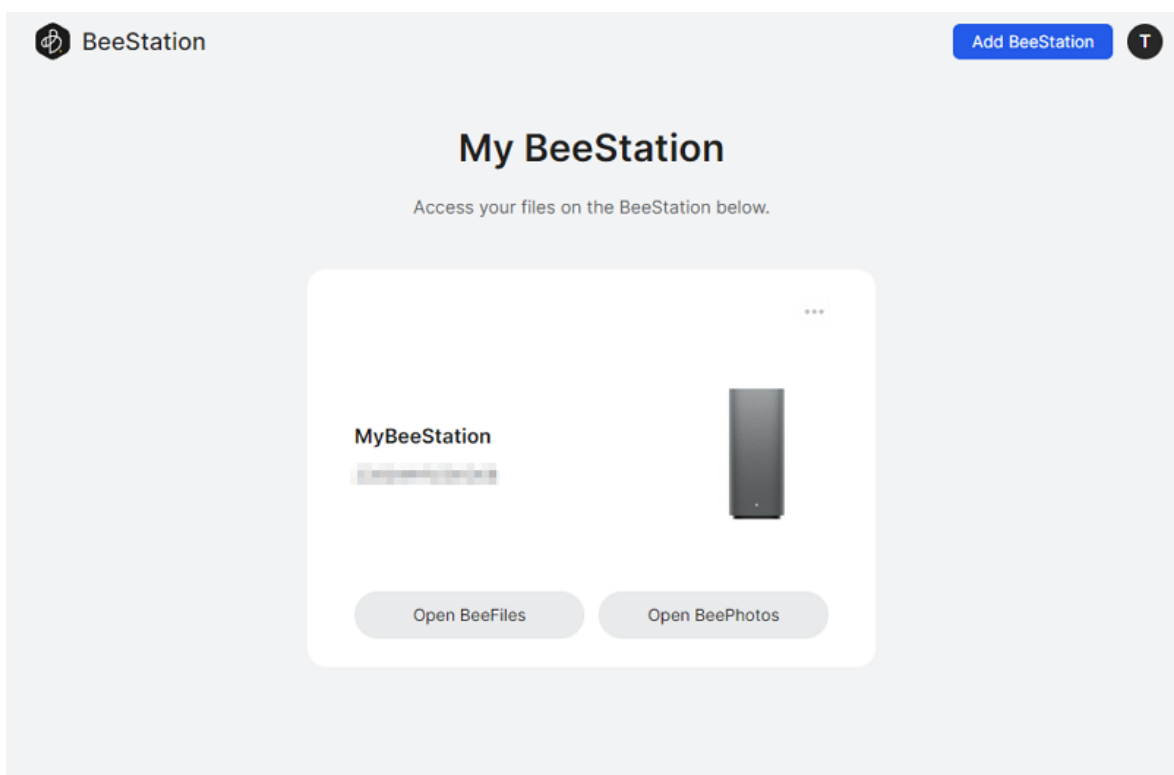 BeeStation
Add BeeStation
T
My BeeStation
Access your files on the BeeStation below.
MyBeeStation
Open BeeFiles
Open BeePhotos